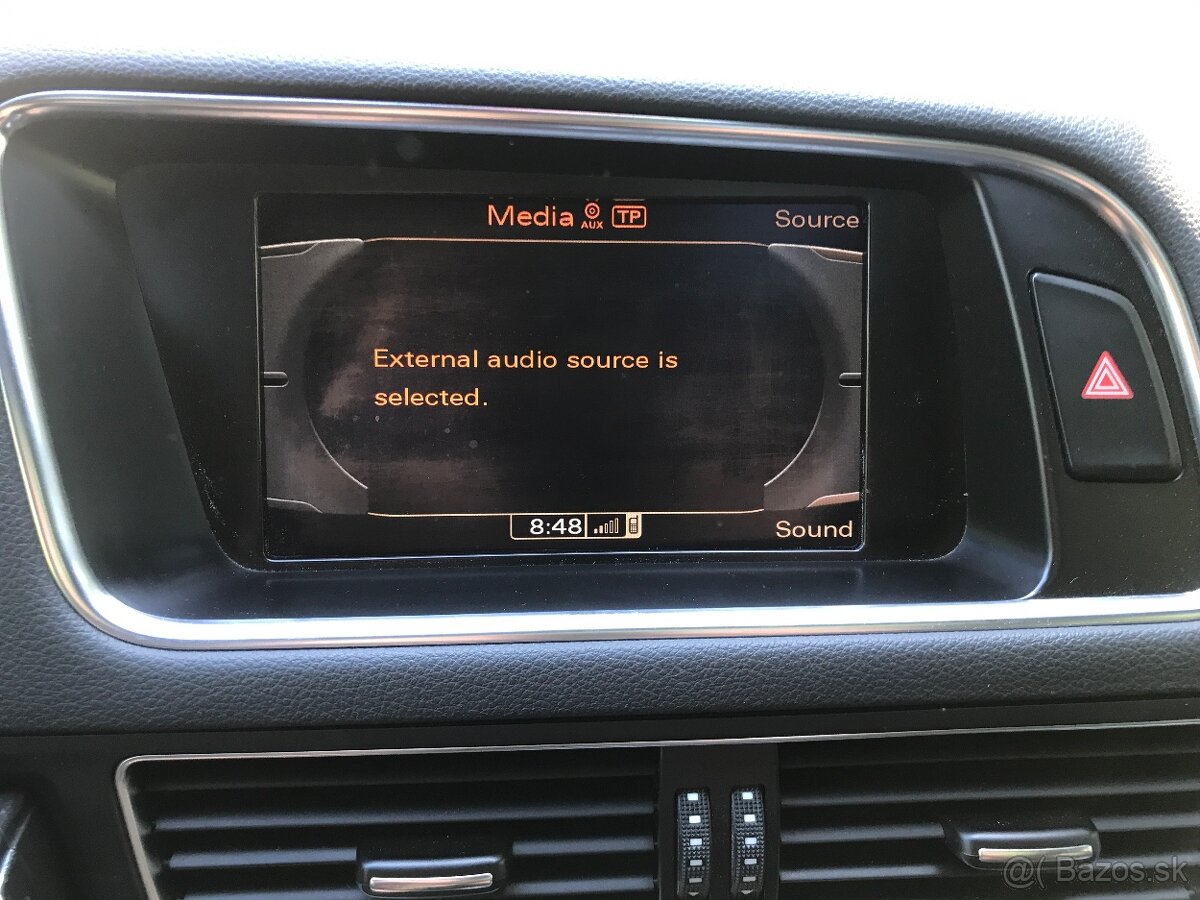 Media AUX TP
Source
External audio source is
selected.
8:48
Sound
@( Bazos.sk